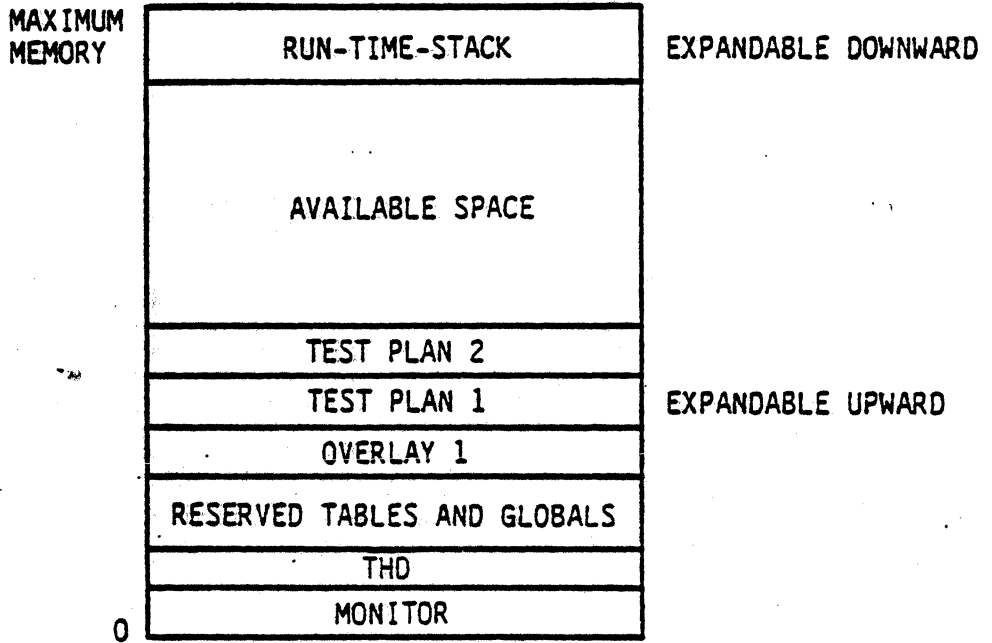 MAXIMUM
MEMORY
RUN-TIME-STACK
EXPANDABLE DOWNWARD
AVAILABLE SPACE
TEST PLAN 2
TEST PLAN 1
EXPANDABLE UPWARD
OVERLAY 1
RESERVED TABLES AND GLOBALS
THD
MONITOR
0